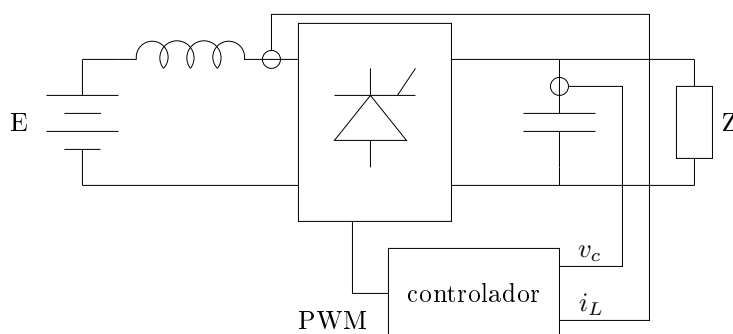 E
Z
v_c
controlador
i_L
PWM